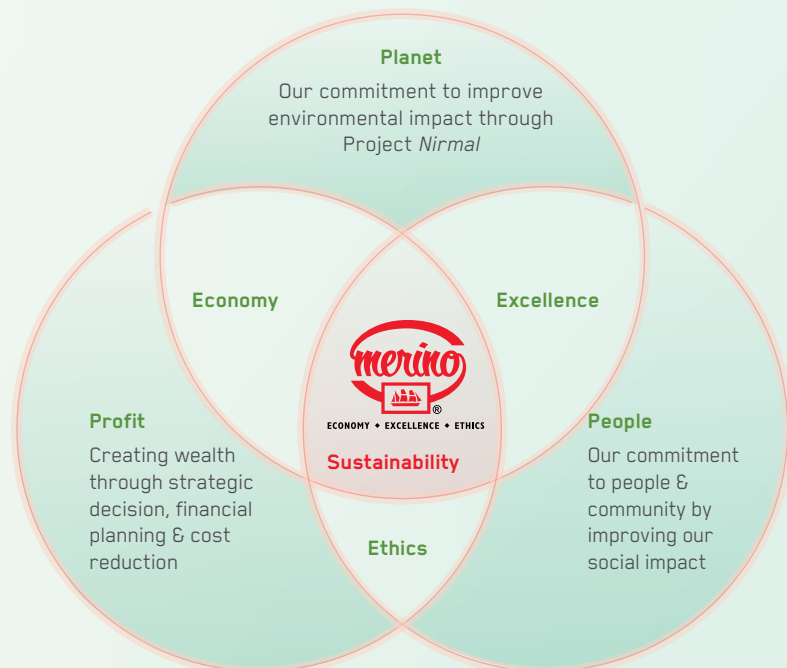 Planet
Our commitment to improve
environmental impact through
Project Nirmal
Economy
Excellence
merino
®
ECONOMY ♦ EXCELLENCE ♦ ETHICS
Sustainability
Profit
Creating wealth
through strategic
decision, financial
planning & cost
reduction
People
Our commitment
to people &
community by
improving our
social impact
Ethics